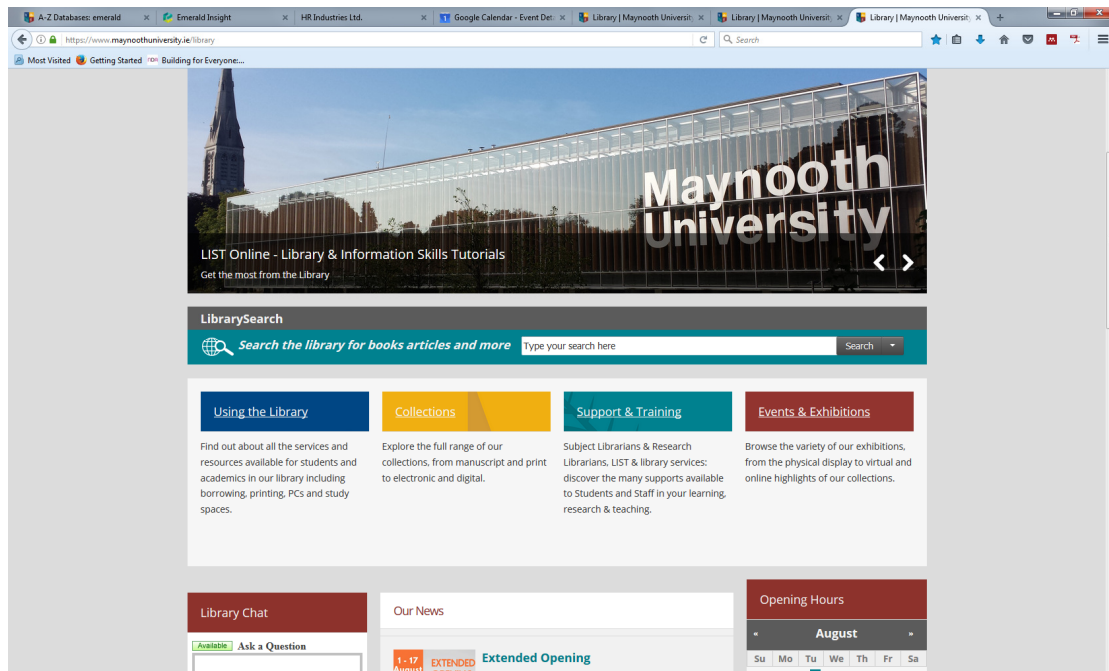 A-Z Databases: emerald
Emerald Insight
HR Industries Ltd.
Google Calendar - Event Det
Library | Maynooth Universit
Library | Maynooth Universit
Library | Maynooth Universit
https://www.maynoothuniversity.ie/library
Search
Most Visited
Getting Started
Building for Everyone:...
Maynooth
University
LIST Online - Library & Information Skills Tutorials
Get the most from the Library
LibrarySearch
Search the library for books articles and more
Type your search here
Search
Using the Library
Find out about all the services and
resources available for students and
academics in our library including
borrowing, printing, PCs and study
spaces.
Collections
Explore the full range of our
collections, from manuscript and print
to electronic and digital.
Support & Training
Subject Librarians & Research
Librarians, LIST & library services:
discover the many supports available
to Students and Staff in your learning,
research & teaching.
Events & Exhibitions
Browse the variety of our exhibitions,
from the physical display to virtual and
online highlights of our collections.
Library Chat
Available Ask a Question
Our News
1 - 17
August
EXTENDED
Extended Opening
Opening Hours
« August »
Su Mo Tu We Th Fr Sa